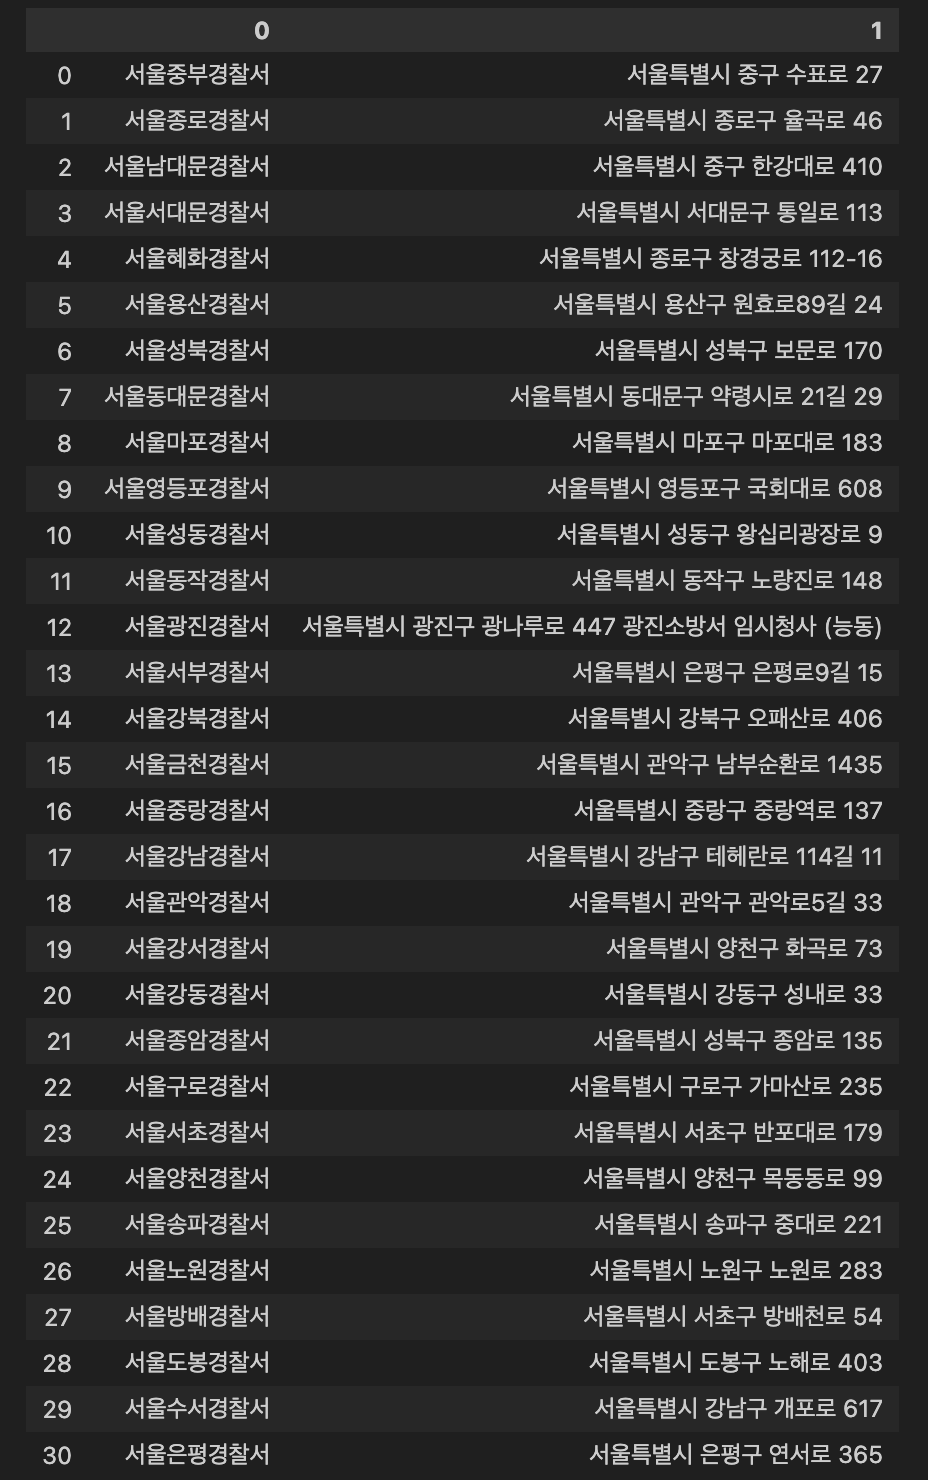 0 1
0 서울중부경찰서 서울특별시 중구 수표로 27
1 서울종로경찰서 서울특별시 종로구 율곡로 46
2 서울남대문경찰서 서울특별시 중구 한강대로 410
3 서울서대문경찰서 서울특별시 서대문구 통일로 113
4 서울혜화경찰서 서울특별시 종로구 창경궁로 112-16
5 서울용산경찰서 서울특별시 용산구 원효로89길 24
6 서울성북경찰서 서울특별시 성북구 보문로 170
7 서울동대문경찰서 서울특별시 동대문구 약령시로 21길 29
8 서울마포경찰서 서울특별시 마포구 마포대로 183
9 서울영등포경찰서 서울특별시 영등포구 국회대로 608
10 서울성동경찰서 서울특별시 성동구 왕십리광장로 9
11 서울동작경찰서 서울특별시 동작구 노량진로 148
12 서울광진경찰서 서울특별시 광진구 광나루로 447 광진소방서 임시청사 (능동)
13 서울서부경찰서 서울특별시 은평구 은평로9길 15
14 서울강북경찰서 서울특별시 강북구 오패산로 406
15 서울금천경찰서 서울특별시 관악구 남부순환로 1435
16 서울중랑경찰서 서울특별시 중랑구 중랑역로 137
17 서울강남경찰서 서울특별시 강남구 테헤란로 114길 11
18 서울관악경찰서 서울특별시 관악구 관악로5길 33
19 서울강서경찰서 서울특별시 양천구 화곡로 73
20 서울강동경찰서 서울특별시 강동구 성내로 33
21 서울종암경찰서 서울특별시 성북구 종암로 135
22 서울구로경찰서 서울특별시 구로구 가마산로 235
23 서울서초경찰서 서울특별시 서초구 반포대로 179
24 서울양천경찰서 서울특별시 양천구 목동동로 99
25 서울송파경찰서 서울특별시 송파구 중대로 221
26 서울노원경찰서 서울특별시 노원구 노원로 283
27 서울방배경찰서 서울특별시 서초구 방배천로 54
28 서울도봉경찰서 서울특별시 도봉구 노해로 403
29 서울수서경찰서 서울특별시 강남구 개포로 617
30 서울은평경찰서 서울특별시 은평구 연서로 365